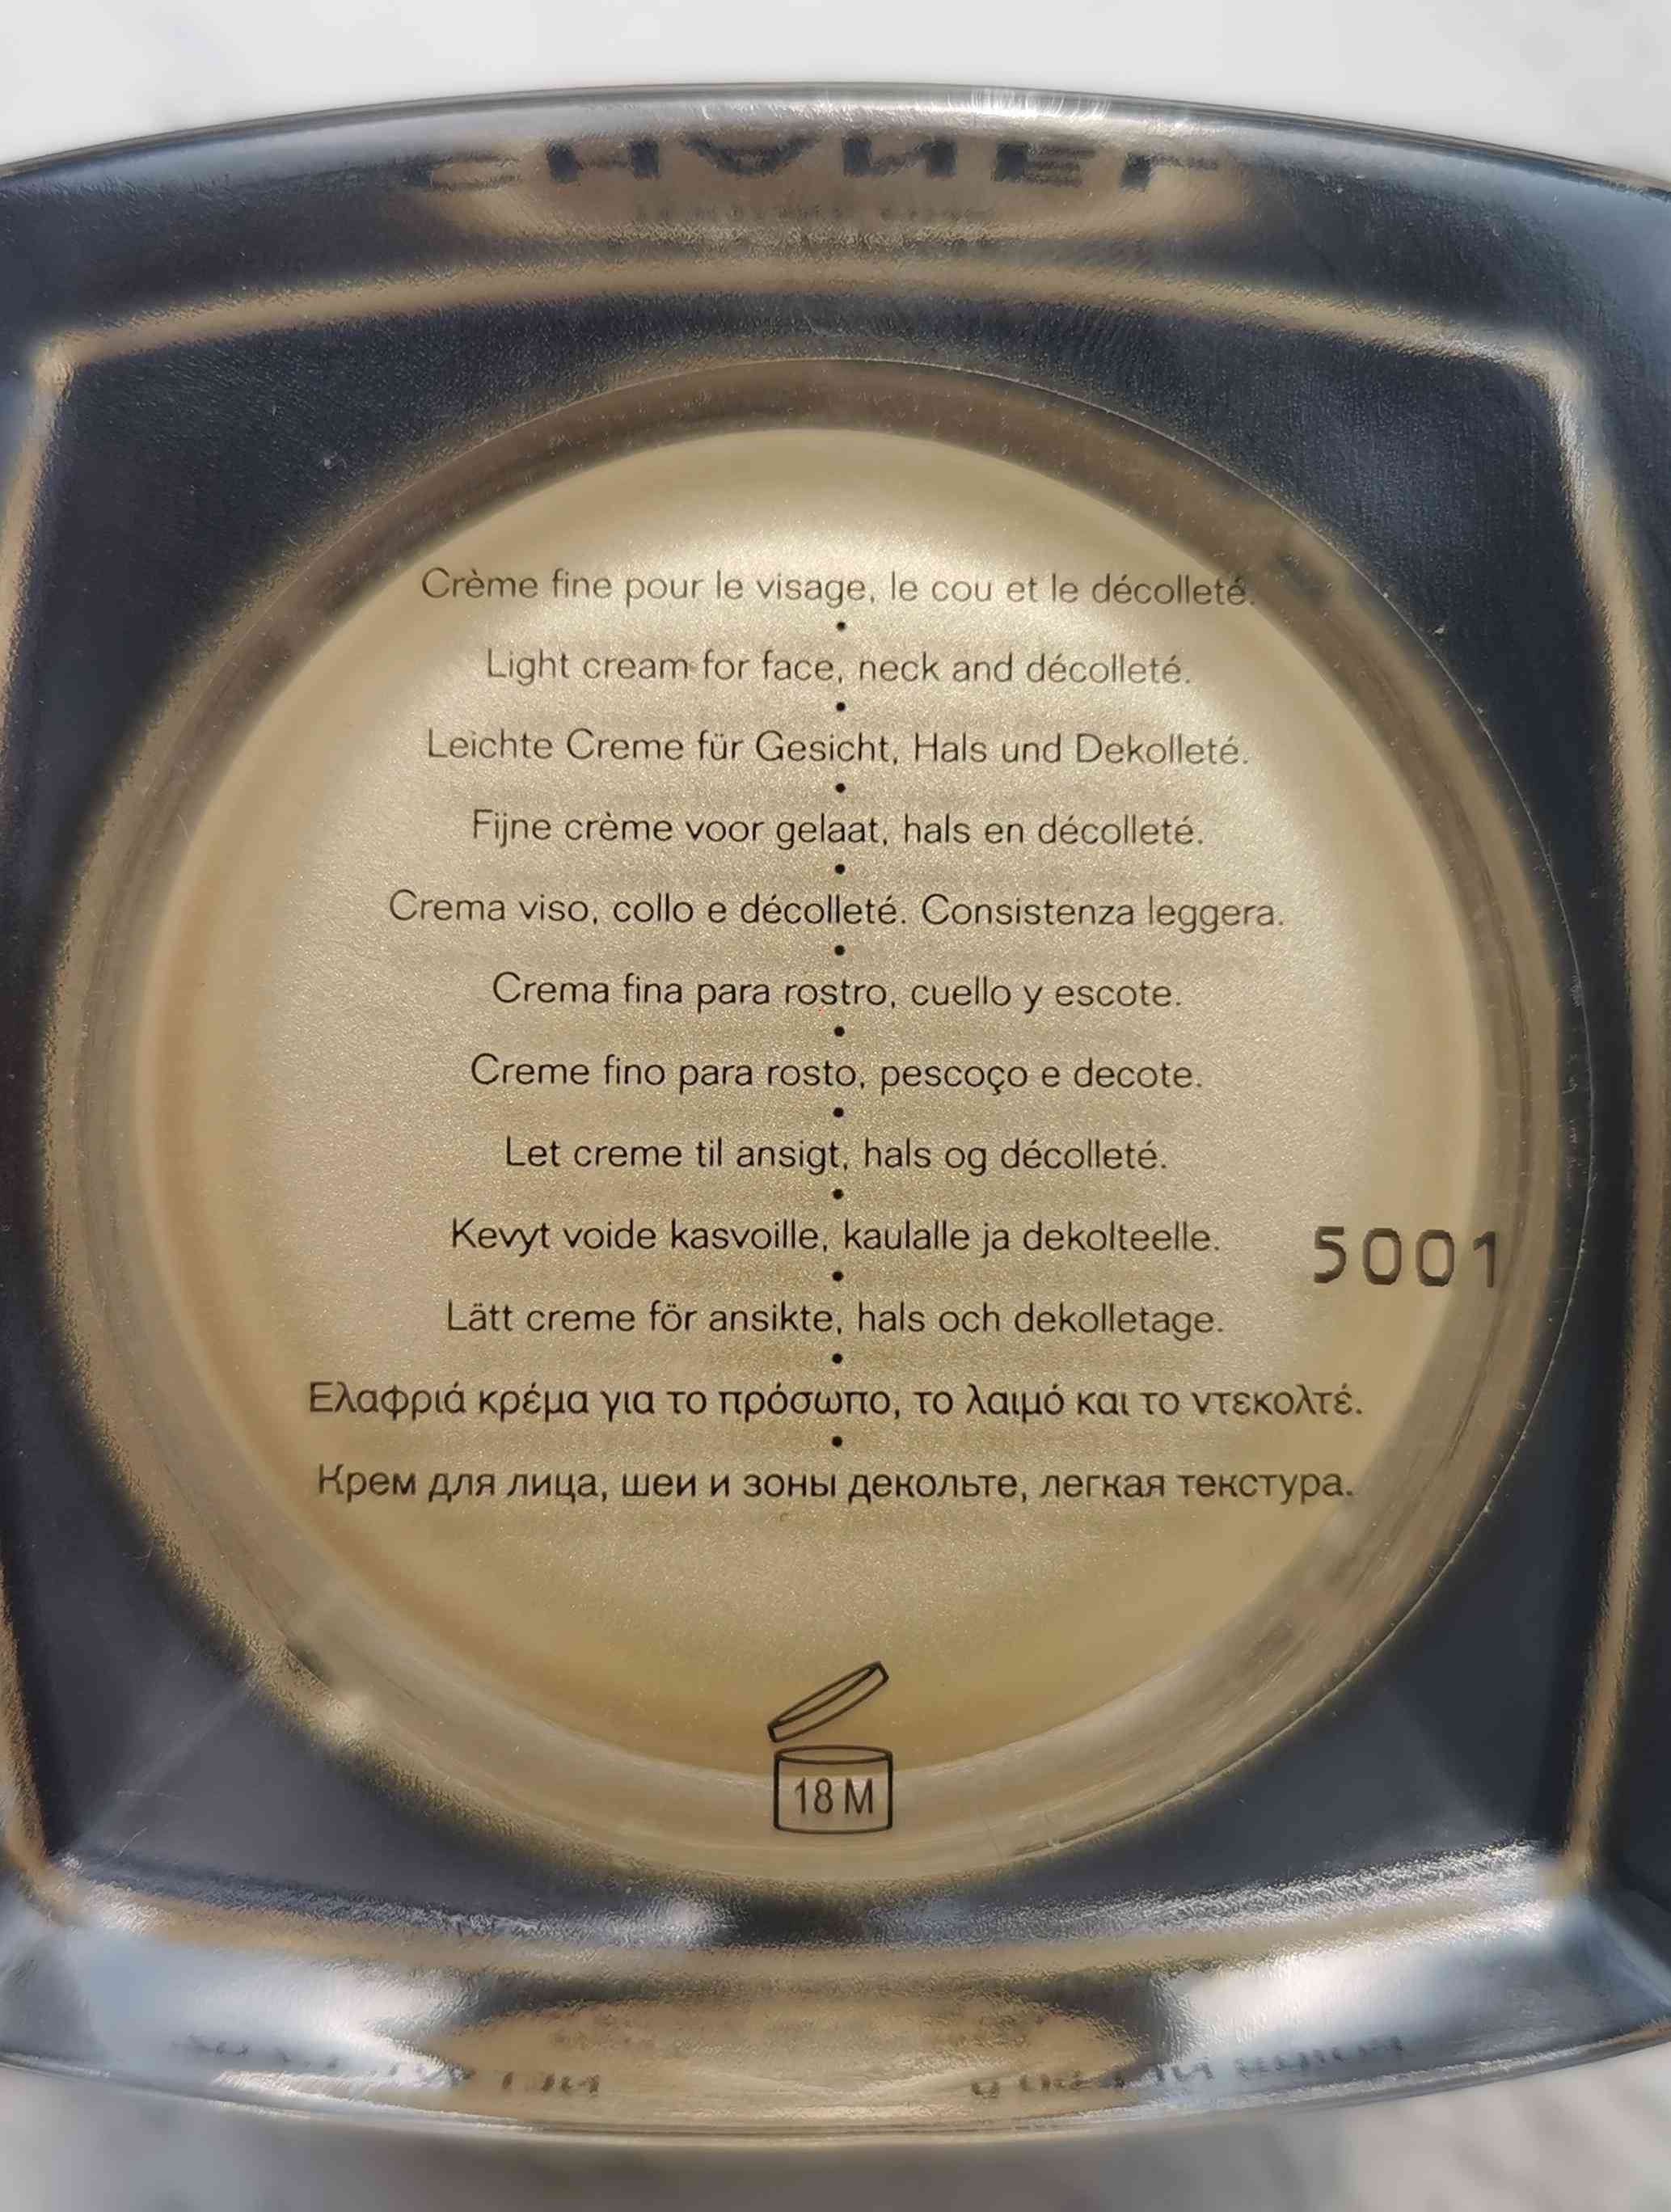 CHANEL
Crème fine pour le visage, le cou et le décolleté.
•
Light cream for face, neck and décolleté.
•
Leichte Creme für Gesicht, Hals und Dekolleté.
•
Fijne crème voor gelaat, hals en décolleté.
•
Crema viso, collo e décolleté. Consistenza leggera.
•
Crema fina para rostro, cuello y escote.
•
Creme fino para rosto, pescoço e decote.
•
Let creme til ansigt, hals og décolleté.
•
Kevyt voide kasvoille, kaulalle ja dekolteelle.
5001
•
Lätt creme för ansikte, hals och dekolletage.
•
Ελαφριά κρέμα για το πρόσωπο, το λαιμό και το ντεκολτέ.
•
Крем для лица, шеи и зоны декольте, легкая текстура.
18 M